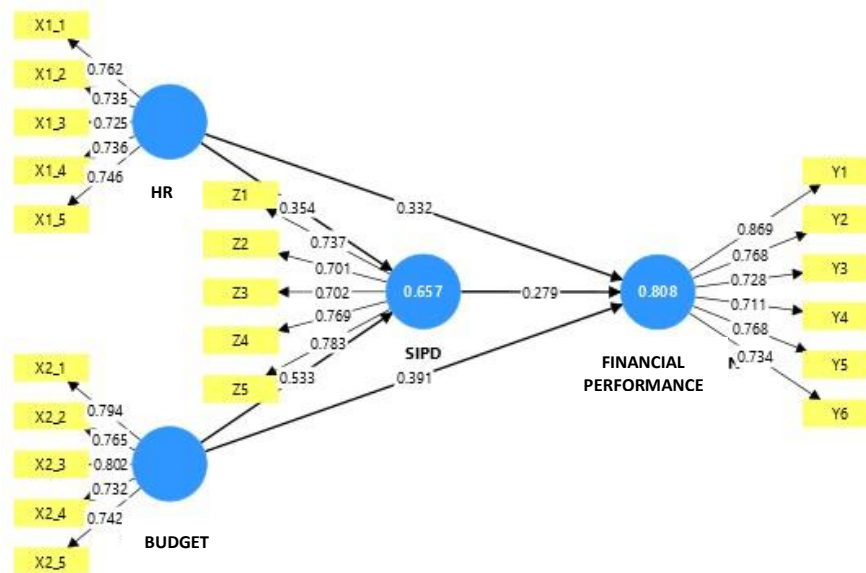 X1_1
0.762
X1_2
0.735
X1_3
0.725
X1_4
0.736
X1_5
0.746
HR
Z1
0.354
0.737
Z2
0.701
Z3
0.702
Z4
0.769
0.783
Z5
0.533
0.657
SIPD
0.332
0.279
0.391
0.808
FINANCIAL
PERFORMANCE
Y1
0.869
Y2
0.768
Y3
0.728
Y4
0.711
Y5
0.768
0.734
Y6
X2_1
0.794
X2_2
0.765
X2_3
0.802
X2_4
0.732
0.742
X2_5
BUDGET